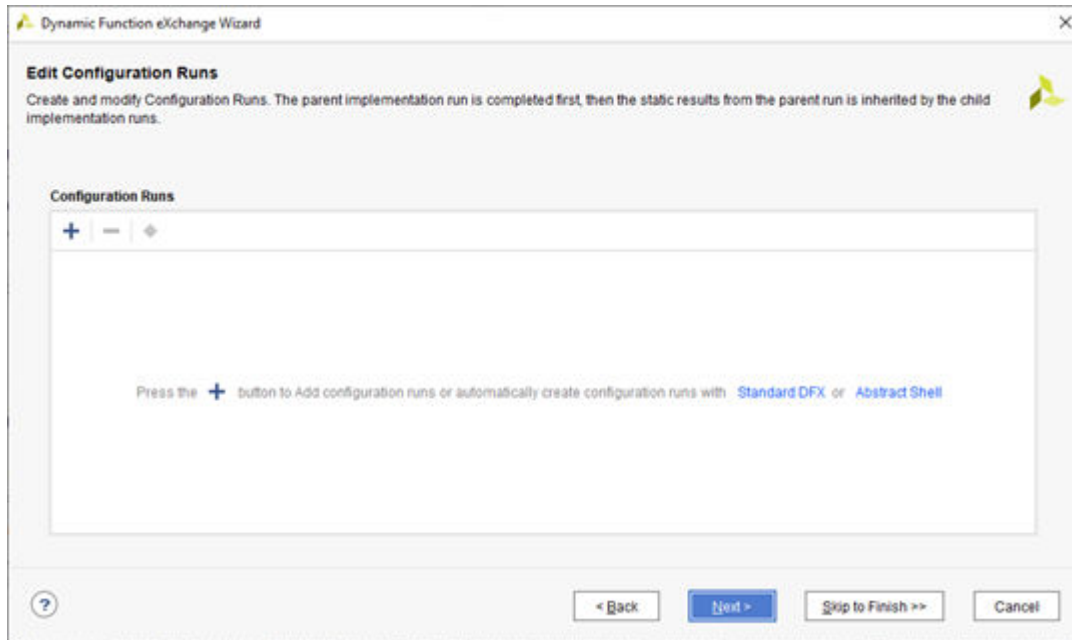 Dynamic Function eXchange Wizard
Edit Configuration Runs
Create and modify Configuration Runs. The parent implementation run is completed first, then the static results from the parent run is inherited by the child
implementation runs.
Configuration Runs
Press the + button to Add configuration runs or automatically create configuration runs with Standard DFX or Abstract Shell
? < Back Next > Skip to Finish >> Cancel